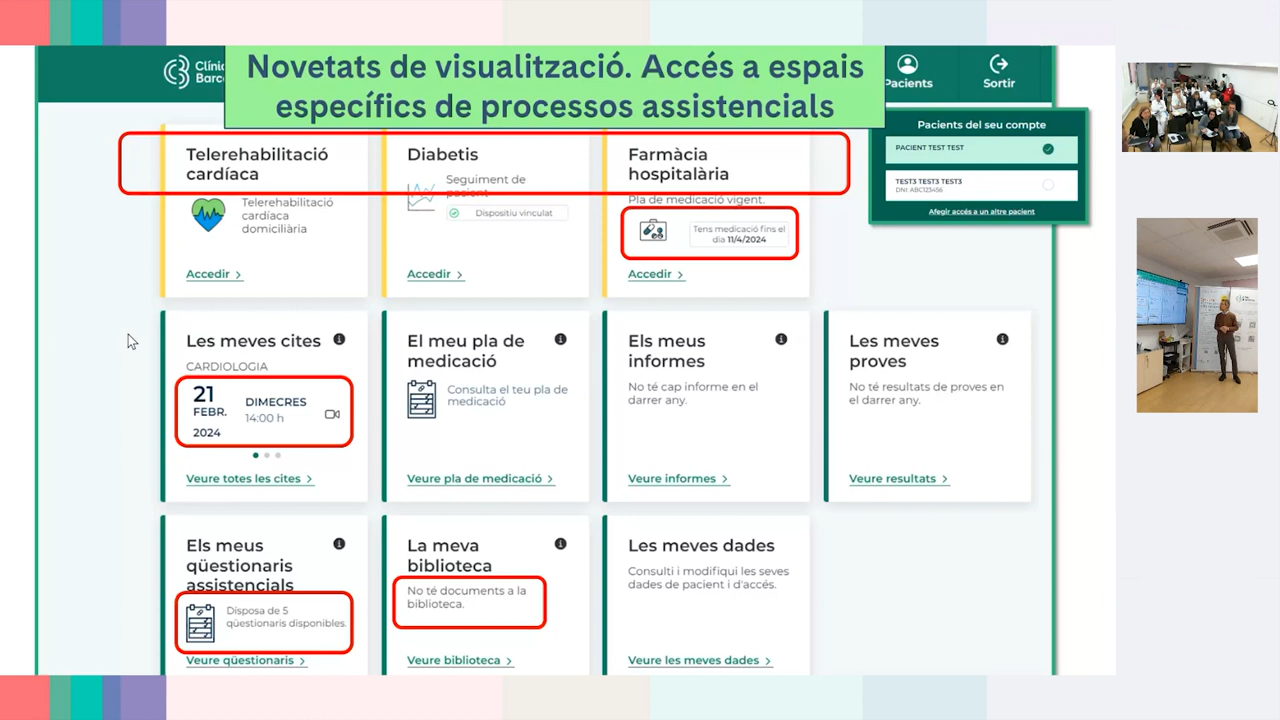 Clínic
Barce
Novetats de visualització. Accés a espais
específics de processos assistencials
Pacients
Sortir
Pacients del seu compte
PACIENT TEST TEST
TEST3 TEST3 TEST3
DNI: ABC123456
Afegir accés a un altre pacient
Telerehabilitació
cardíaca
Telerehabilitació
cardíaca
domiciliària
Accedir >
Diabetis
Seguiment de
pacient
Dispositiu vinculat
Accedir >
Farmàcia
hospitalària
Pla de medicació vigent.
Tens medicació fins el
dia 11/4/2024
Accedir >
Les meves cites
CARDIOLOGIA
21
FEBR.
2024
DIMECRES
14:00 h
Veure totes les cites >
El meu pla de
medicació
Consulta el teu pla de
medicació
Veure pla de medicació >
Els meus
informes
No té cap informe en el
darrer any.
Veure informes >
Les meves
proves
No té resultats de proves en
el darrer any.
Veure resultats >
Els meus
qüestionaris
assistencials
Disposa de 5
qüestionaris disponibles.
Veure qüestionaris >
La meva
biblioteca
No té documents a la
biblioteca.
Veure biblioteca >
Les meves dades
Consulti i modifiqui les seves
dades de pacient i d'accés.
Veure les meves dades >